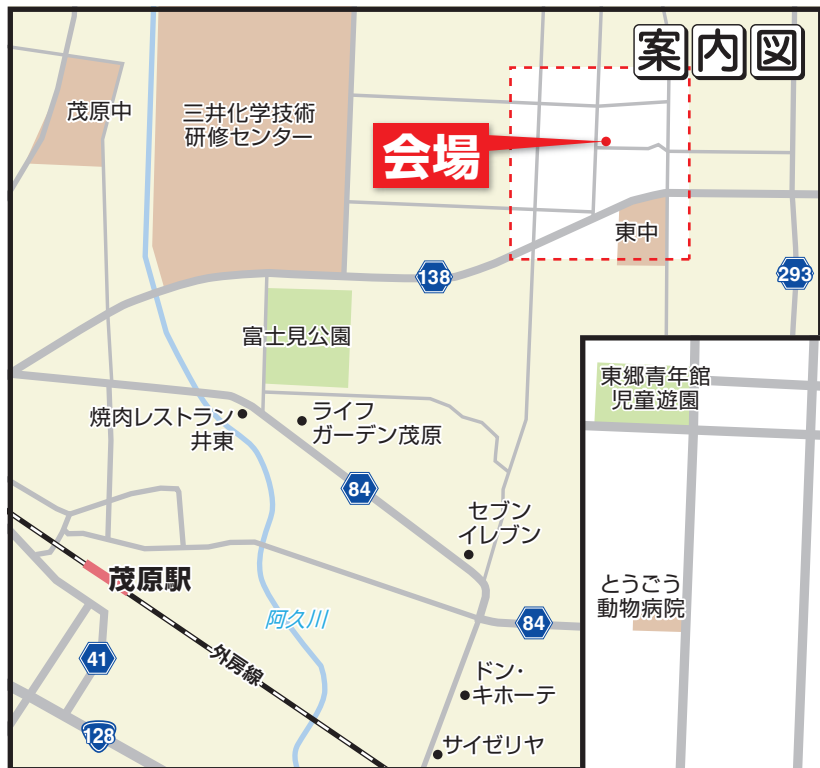 案内図
茂原中
三井化学技術
研修センター
会場
東中
138
293
富士見公園
東郷青年館
児童遊園
焼肉レストラン
井東
ライフ
ガーデン茂原
84
セブン
イレブン
茂原駅
とうごう
動物病院
阿久川
84
外房線
41
ドン・
キホーテ
128
サイゼリヤ